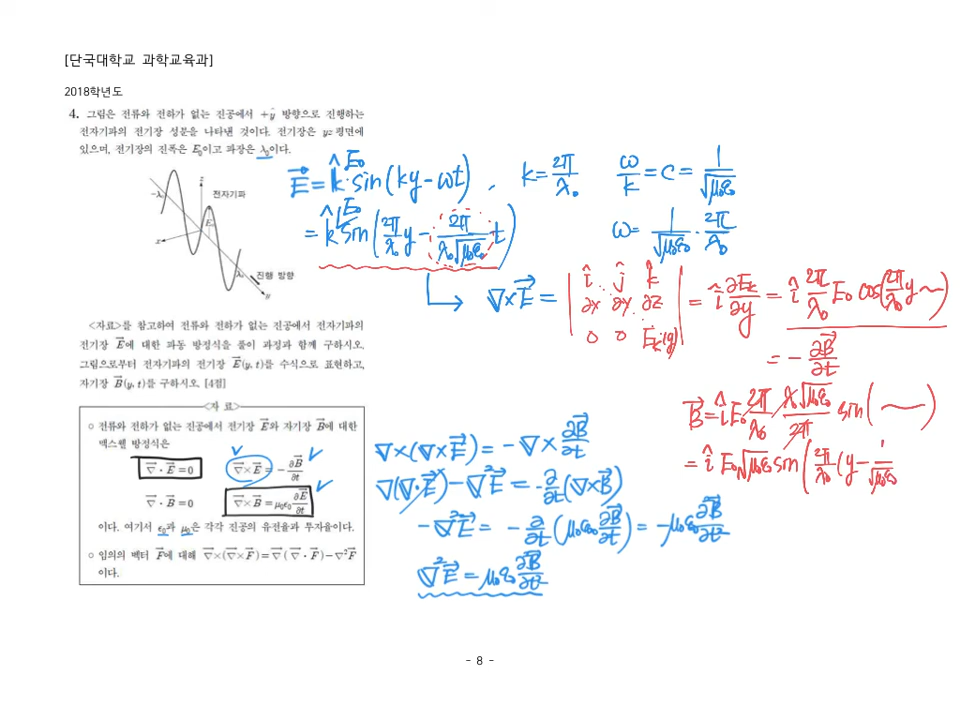 [단국대학교 과학교육과]
2018학년도
4. 그림은 전류와 전하가 없는 진공에서 +y 방향으로 진행하는
전자기파의 전기장 성분을 나타낸 것이다. 전기장은 yz 평면에
있으며, 전기장의 진폭은 E₀이고 파장은 λ₀이다.
-λ₀
z
전자기파
E₀
x
λ₀
진행 방향
y
<자료>를 참고하여 전류와 전하가 없는 진공에서 전자기파의
전기장 E⃗에 대한 파동 방정식을 풀이 과정과 함께 구하시오.
그림으로부터 전자기파의 전기장 E⃗(y, t)를 수식으로 표현하고,
자기장 B⃗(y, t)를 구하시오. [4점]
<자 료>
○ 전류와 전하가 없는 진공에서 전기장 E⃗와 자기장 B⃗에 대한
맥스웰 방정식은
∇⃗·E⃗=0 ∇⃗×E⃗=-∂B⃗/∂t
∇⃗·B⃗=0 ∇⃗×B⃗=μ₀ε₀ ∂E⃗/∂t
이다. 여기서 ε₀과 μ₀은 각각 진공의 유전율과 투자율이다.
○ 임의의 벡터 F⃗에 대해 ∇⃗×(∇⃗×F⃗)=∇⃗(∇⃗·F⃗)-∇²F⃗
이다.
E⃗ = k̂ E₀ sin(ky-ωt), k=2π/λ₀ ω/k=c=1/√μ₀ε₀
= k̂ E₀ sin(2π/λ₀ y - 2π/λ₀√μ₀ε₀ t) ω=1/√μ₀ε₀ · 2π/λ₀
∇×E⃗ = | î ĵ k̂ | = î ∂Ez/∂y = î 2π/λ₀ E₀ cos(2π/λ₀ y ~)
∂x ∂y ∂z
0 0 Ez(y)
= -∂B⃗/∂t
B⃗=îE₀ 2π/λ₀ λ₀√μ₀ε₀/2π sin( ~ )
= î E₀√μ₀ε₀ sin(2π/λ₀(y- 1/√μ₀ε₀
∇×(∇×E⃗) = -∇×∂B⃗/∂t
∇(∇·E⃗)-∇²E⃗ = -∂/∂t(∇×B⃗)
-∇²E⃗ = -∂/∂t(μ₀ε₀ ∂B⃗/∂t) = -μ₀ε₀ ∂²B⃗/∂t²
∇²E⃗ = μ₀ε₀ ∂²B⃗/∂t²
- 8 -